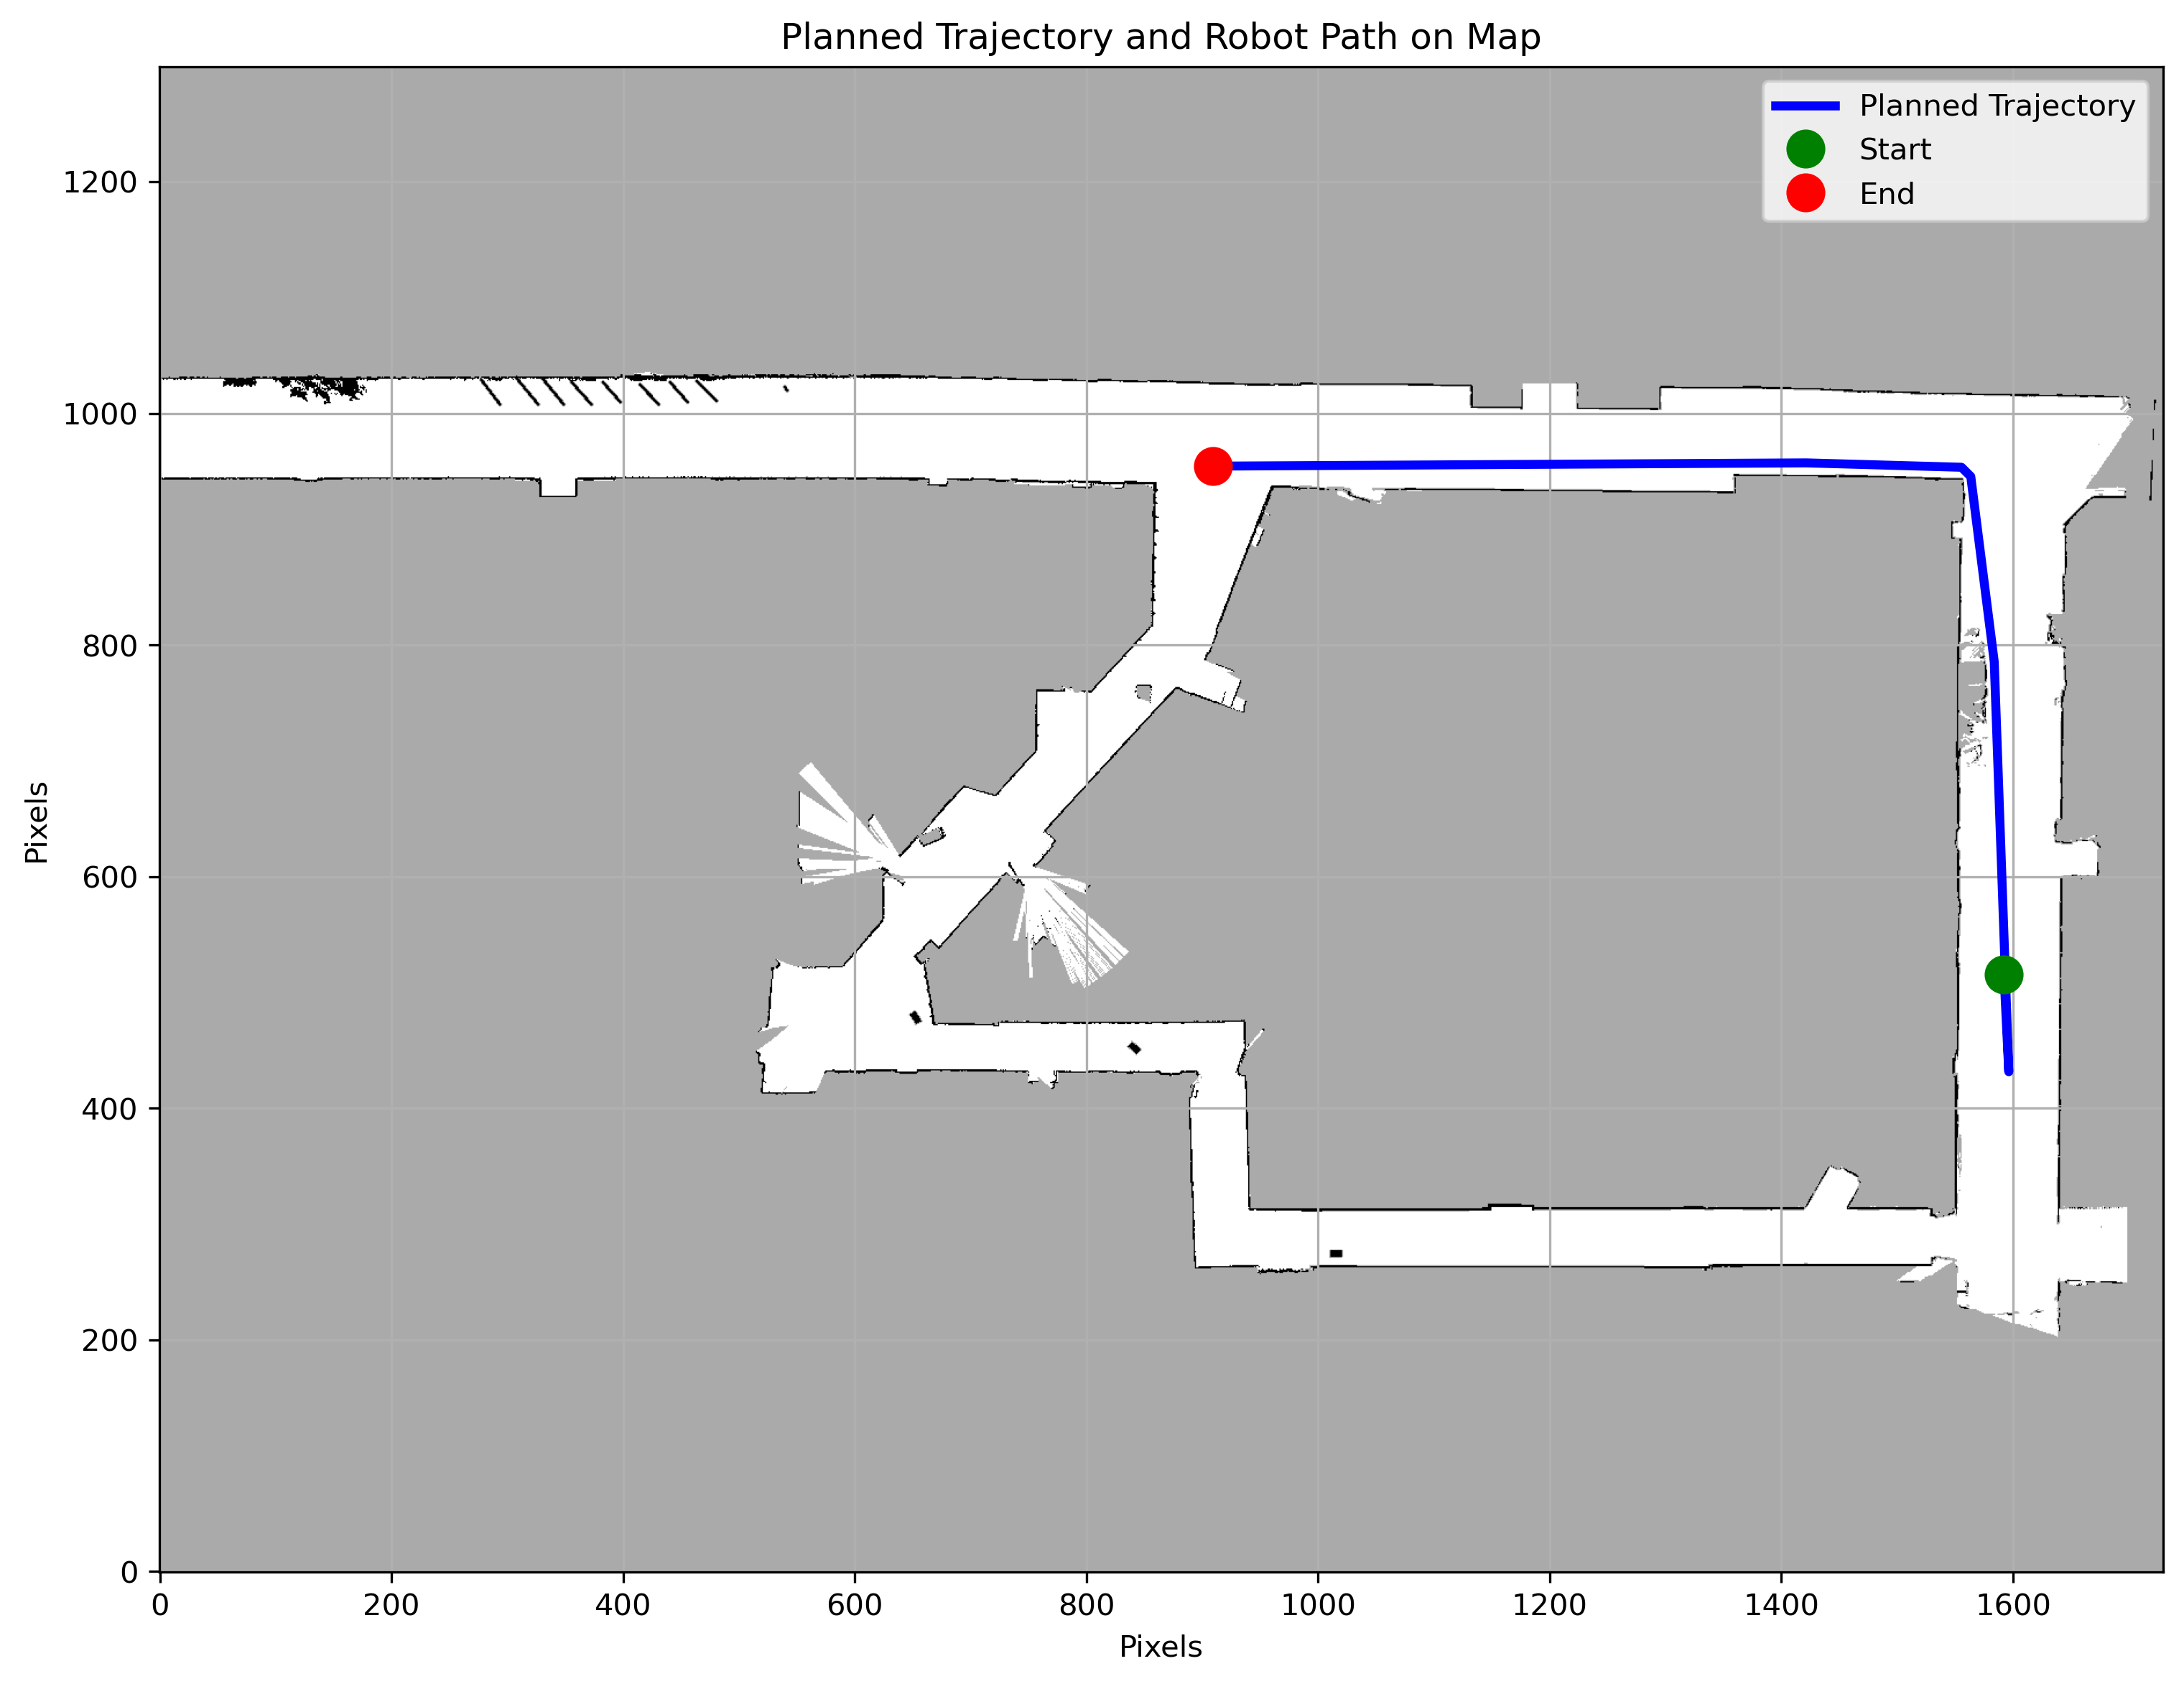 Planned Trajectory and Robot Path on Map
Planned Trajectory
Start
End
1200
1000
800
600
400
200
0
Pixels
0 200 400 600 800 1000 1200 1400 1600
Pixels